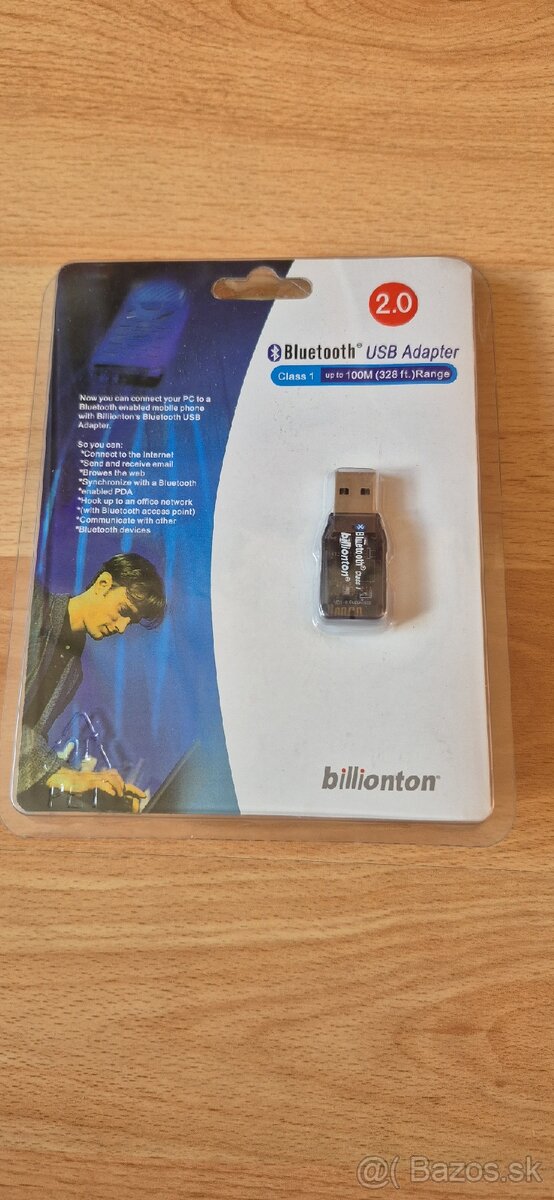 2.0
Bluetooth® USB Adapter
Class 1 up to 100M (328 ft.)Range
Now you can connect your PC to a
Bluetooth enabled mobile phone
with Billionton's Bluetooth USB
Adapter.
So you can:
*Connect to the Internet
*Send and receive email
*Browes the web
*Synchronize with a Bluetooth
*enabled PDA
*Hook up to an office network
*(with Bluetooth access point)
*Communicate with other
*Bluetooth devices
Bluetooth® Class 1
billionton®
billionton®
@( Bazos.sk